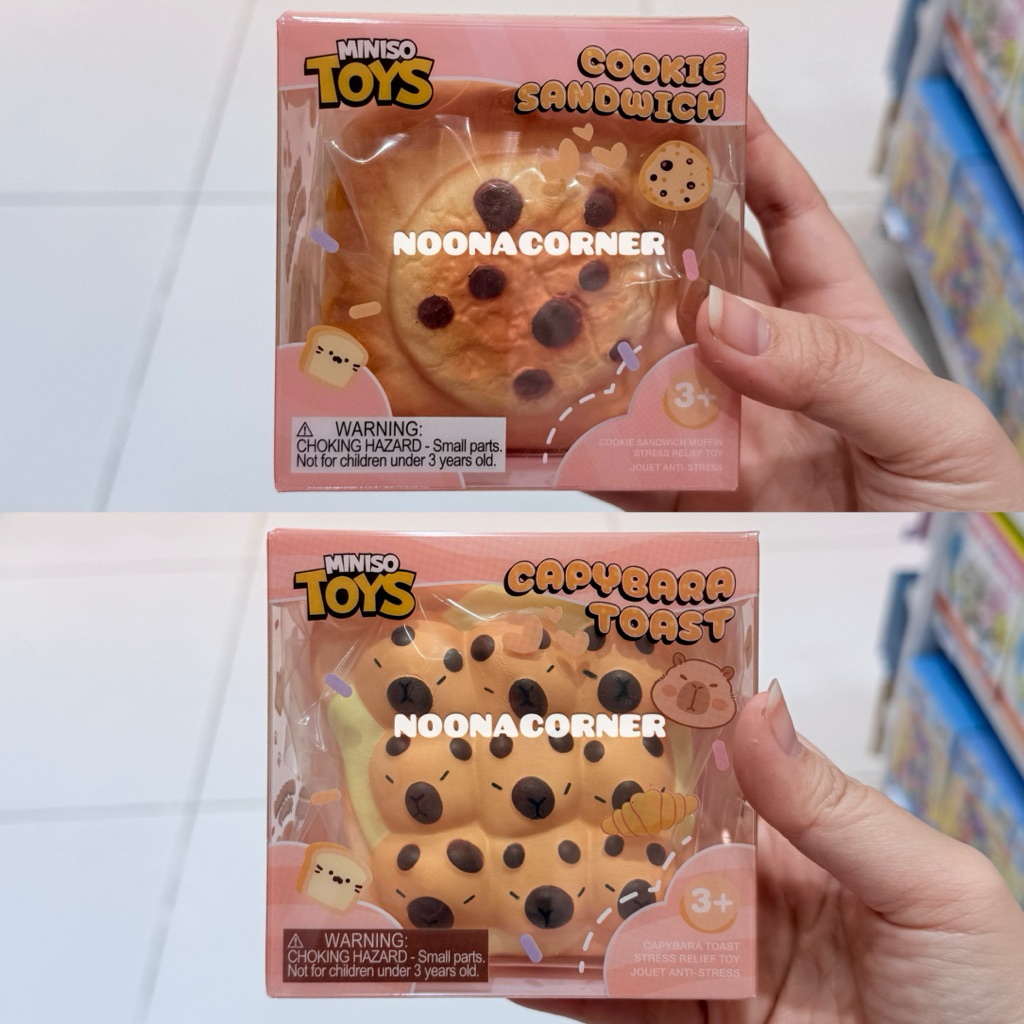 MINISO
TOYS
COOKIE
SANDWICH
NOONACORNER
3+
WARNING:
CHOKING HAZARD - Small parts.
Not for children under 3 years old.
COOKIE SANDWICH MUFFIN
STRESS RELIEF TOY
JOUET ANTI-STRESS
MINISO
TOYS
CAPYBARA
TOAST
NOONACORNER
3+
WARNING:
CHOKING HAZARD - Small parts.
Not for children under 3 years old.
CAPYBARA TOAST
STRESS RELIEF TOY
JOUET ANTI-STRESS